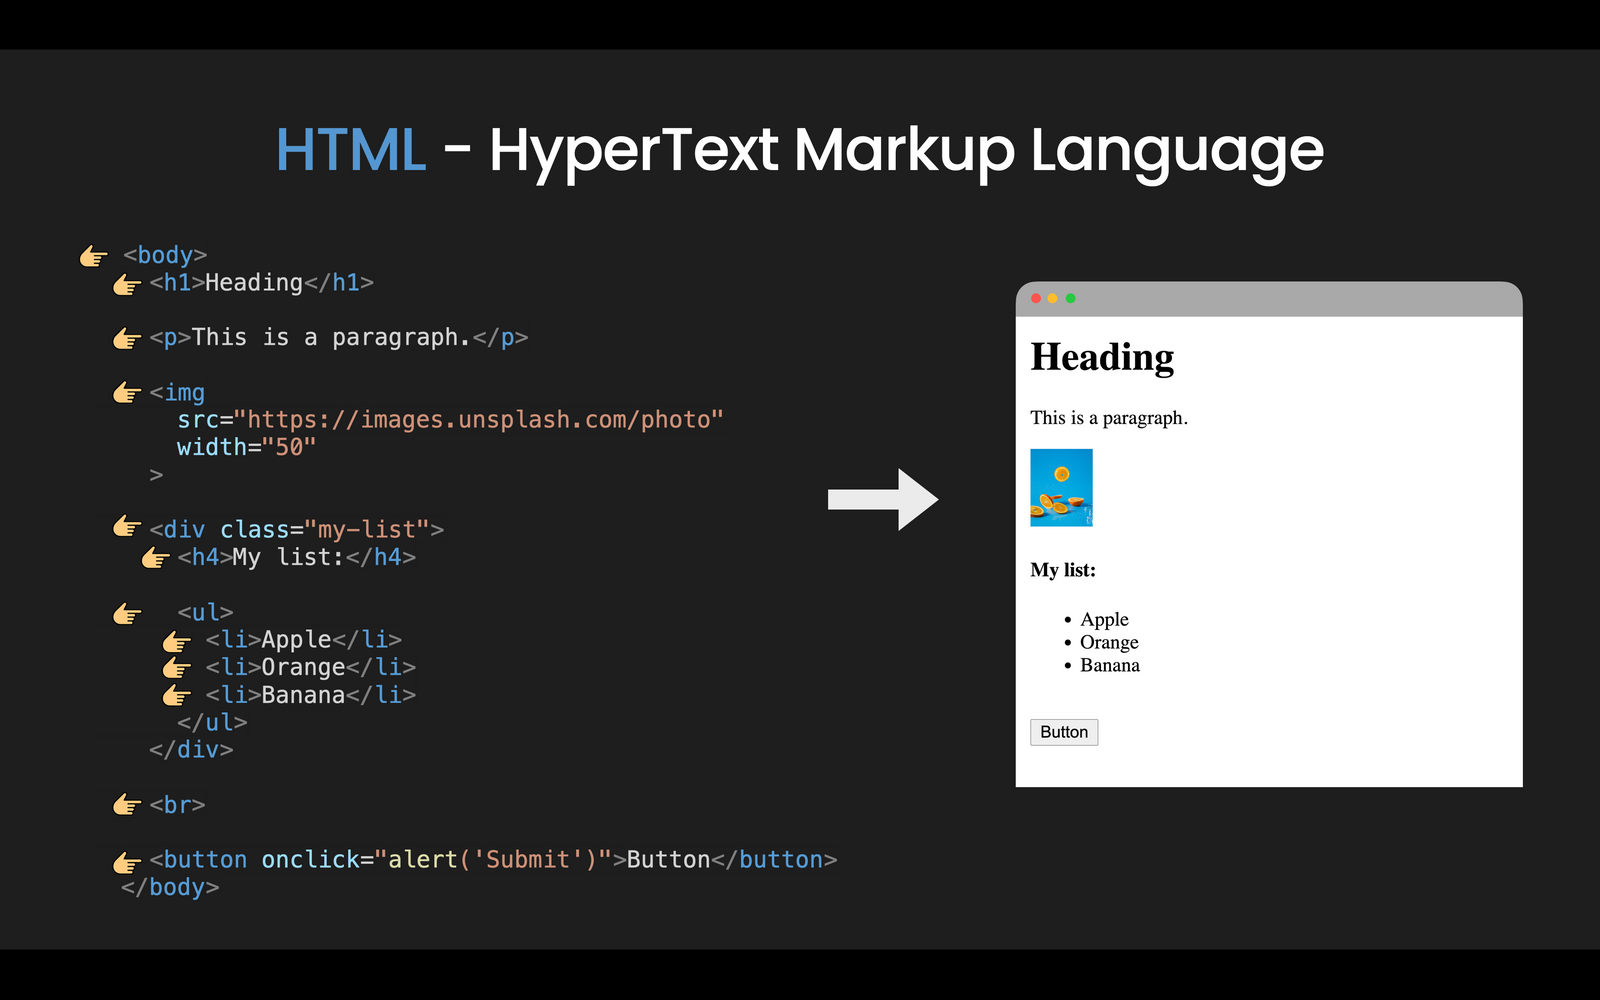 HTML - HyperText Markup Language
<body>
<h1>Heading</h1>
<p>This is a paragraph.</p>
<img
src="https://images.unsplash.com/photo"
width="50"
>
<div class="my-list">
<h4>My list:</h4>
<ul>
<li>Apple</li>
<li>Orange</li>
<li>Banana</li>
</ul>
</div>
<br>
<button onclick="alert('Submit')">Button</button>
</body>
Heading
This is a paragraph.
My list:
• Apple
• Orange
• Banana
Button